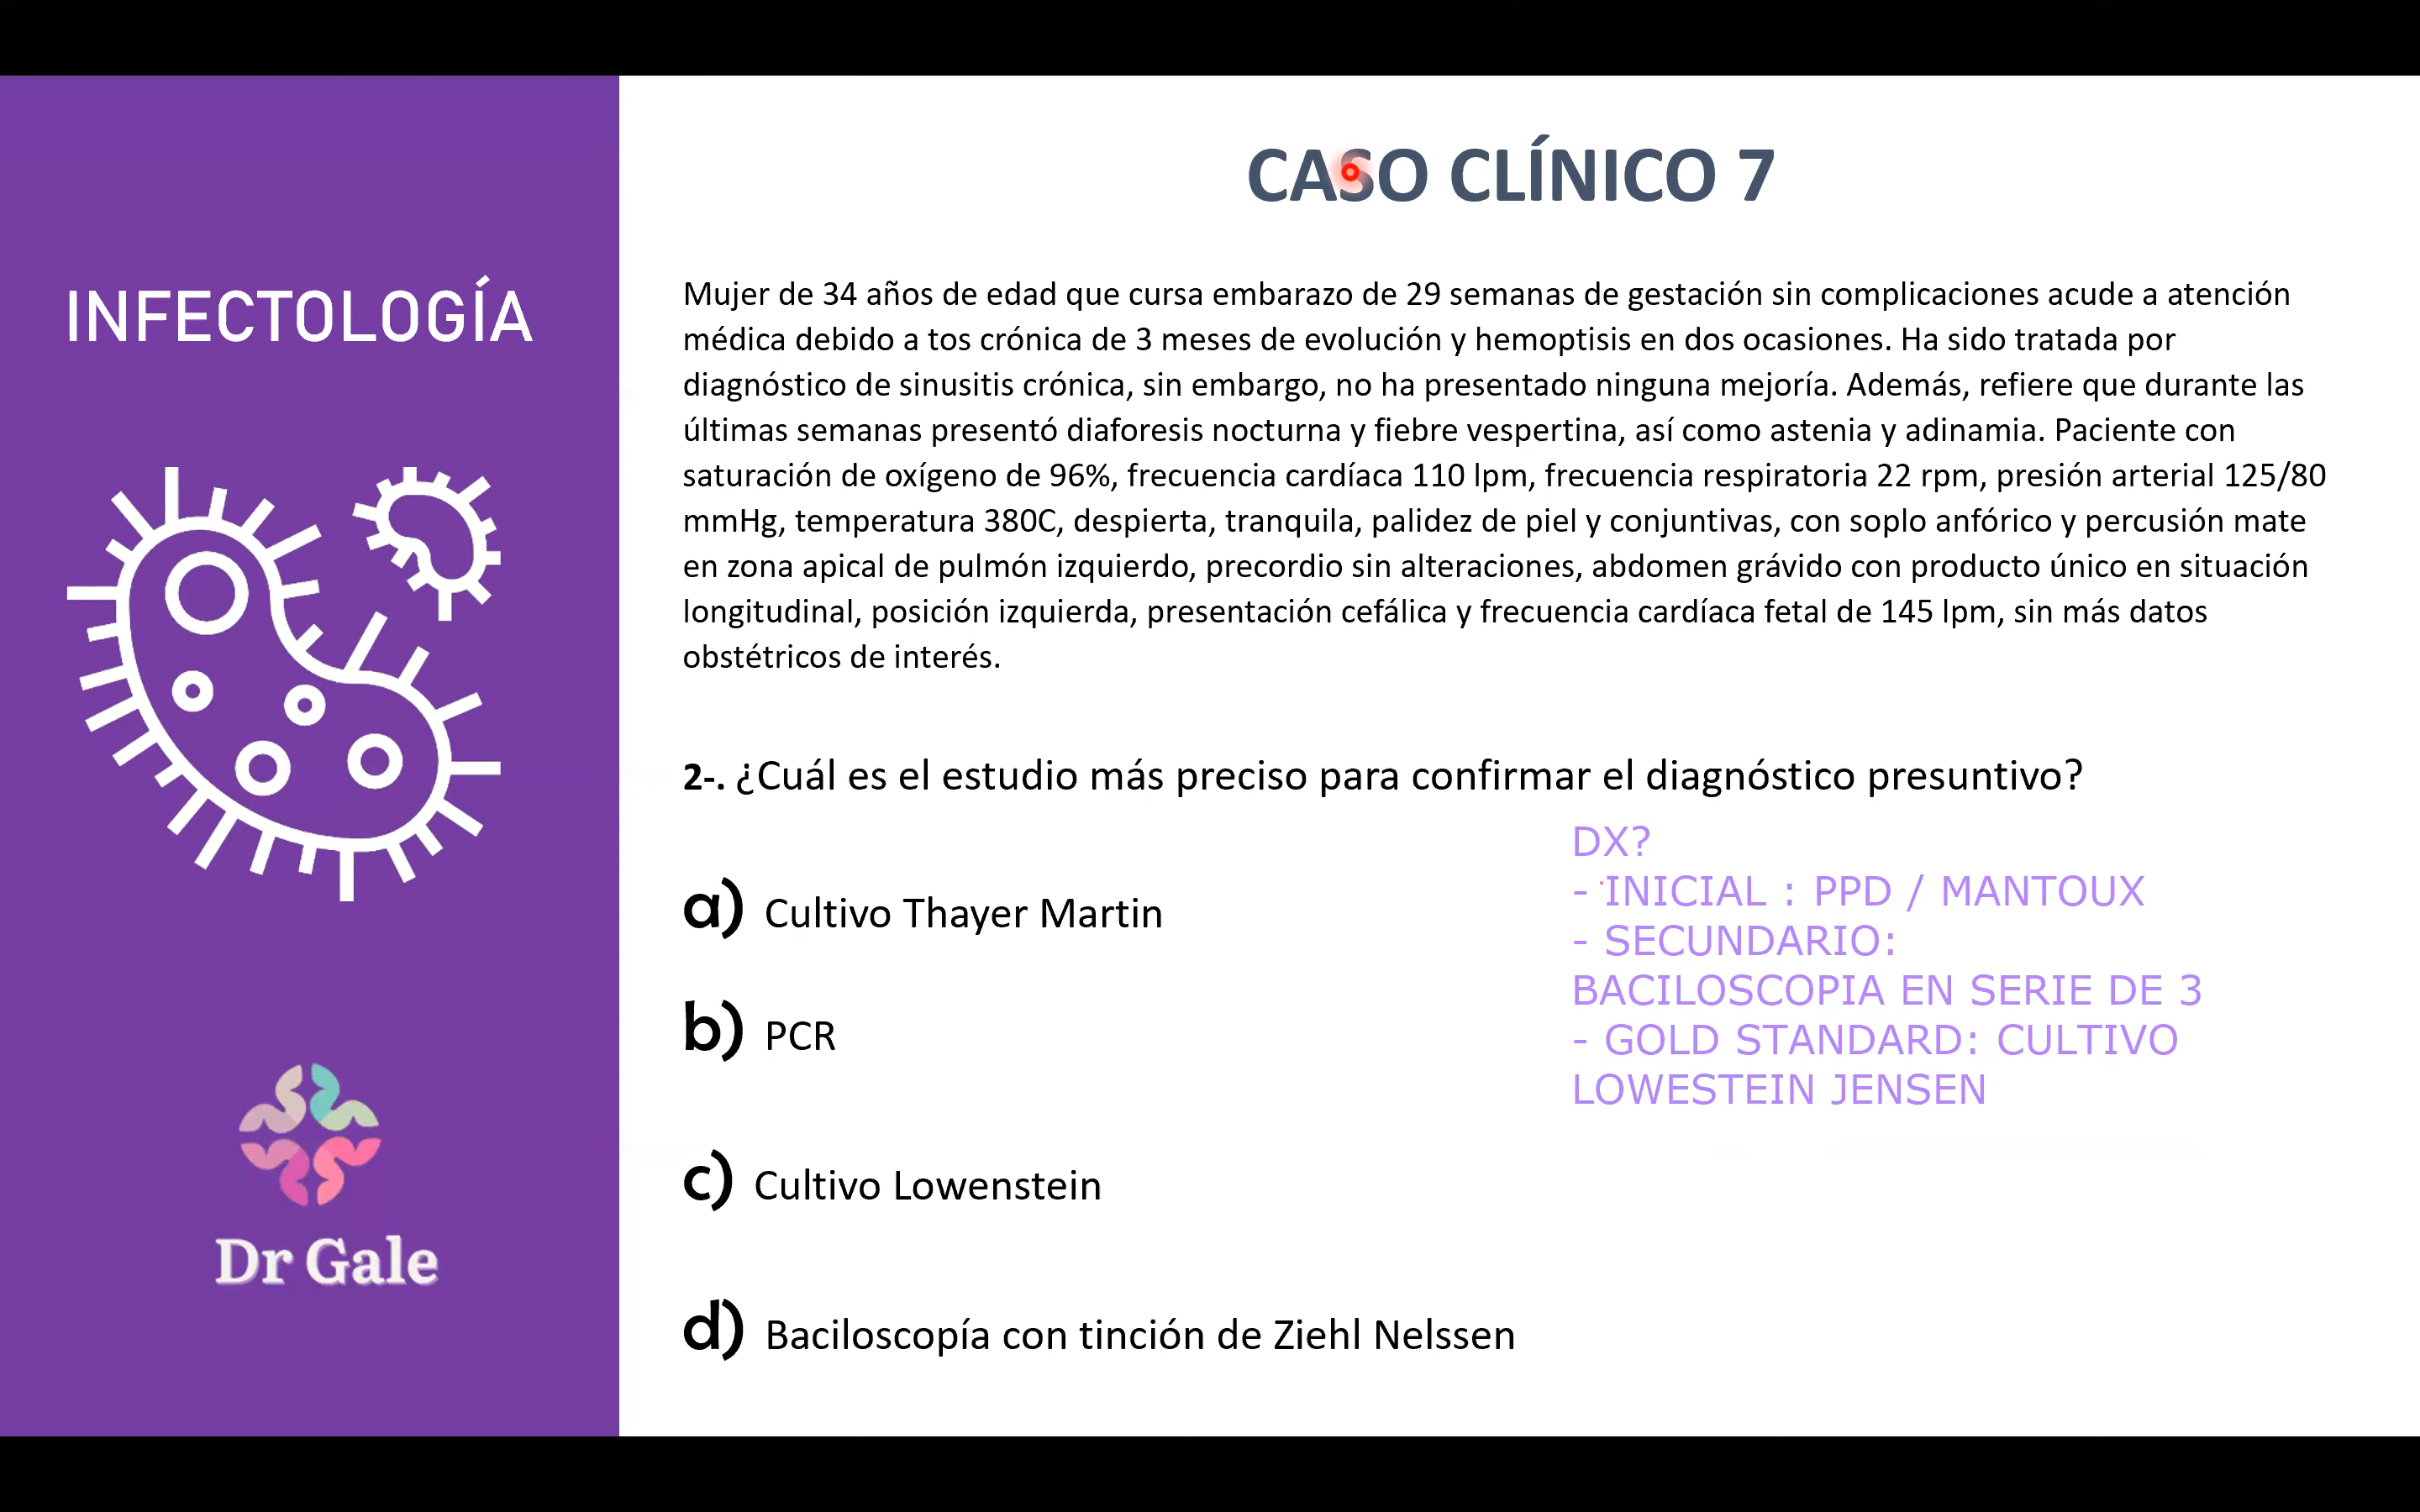 INFECTOLOGÍA
Dr Gale
CASO CLÍNICO 7
Mujer de 34 años de edad que cursa embarazo de 29 semanas de gestación sin complicaciones acude a atención
médica debido a tos crónica de 3 meses de evolución y hemoptisis en dos ocasiones. Ha sido tratada por
diagnóstico de sinusitis crónica, sin embargo, no ha presentado ninguna mejoría. Además, refiere que durante las
últimas semanas presentó diaforesis nocturna y fiebre vespertina, así como astenia y adinamia. Paciente con
saturación de oxígeno de 96%, frecuencia cardíaca 110 lpm, frecuencia respiratoria 22 rpm, presión arterial 125/80
mmHg, temperatura 380C, despierta, tranquila, palidez de piel y conjuntivas, con soplo anfórico y percusión mate
en zona apical de pulmón izquierdo, precordio sin alteraciones, abdomen grávido con producto único en situación
longitudinal, posición izquierda, presentación cefálica y frecuencia cardíaca fetal de 145 lpm, sin más datos
obstétricos de interés.
2-. ¿Cuál es el estudio más preciso para confirmar el diagnóstico presuntivo?
a) Cultivo Thayer Martin
b) PCR
c) Cultivo Lowenstein
d) Baciloscopía con tinción de Ziehl Nelssen
DX?
- INICIAL : PPD / MANTOUX
- SECUNDARIO:
BACILOSCOPIA EN SERIE DE 3
- GOLD STANDARD: CULTIVO
LOWESTEIN JENSEN